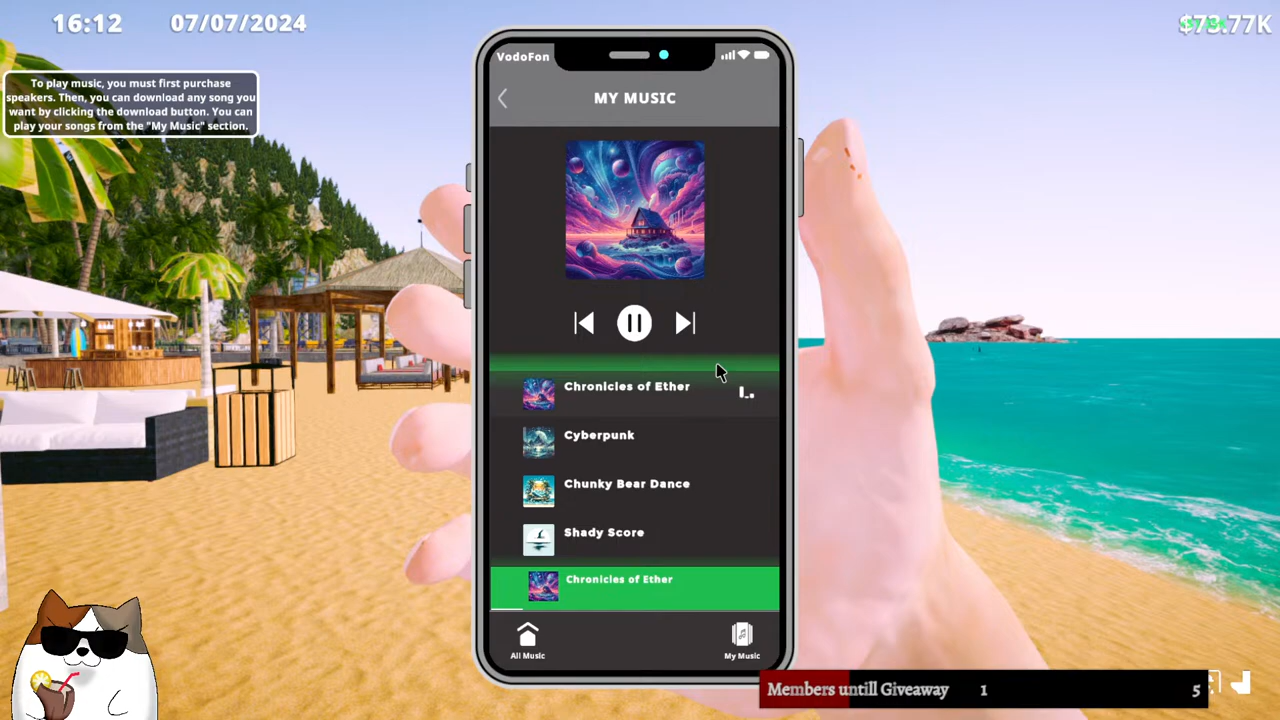 16:12 07/07/2024
$73.77K
To play music, you must first purchase
speakers. Then, you can download any song you
want by clicking the download button. You can
play your songs from the "My Music" section.
VodoFon
MY MUSIC
Chronicles of Ether
Cyberpunk
Chunky Bear Dance
Shady Score
Chronicles of Ether
All Music
My Music
Members untill Giveaway 1 5